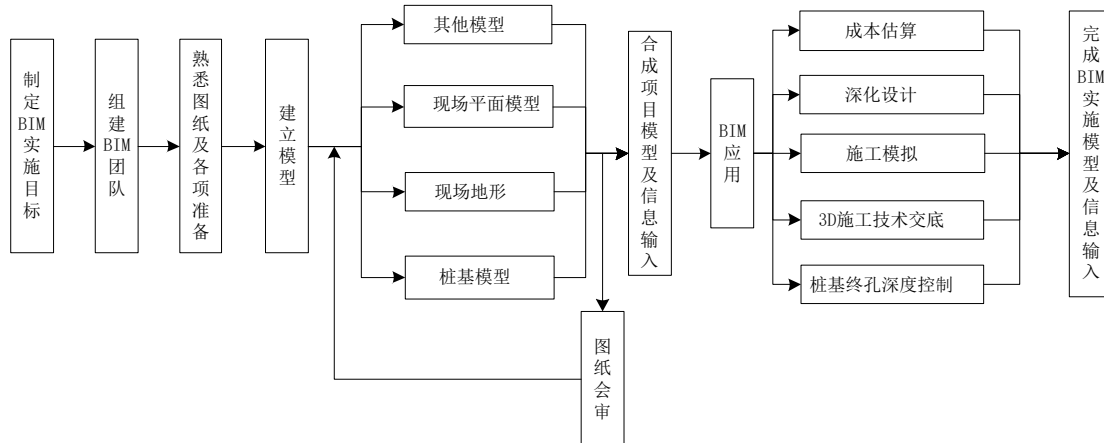 制定BIM实施目标
组建BIM团队
熟悉图纸及各项准备
建立模型
其他模型
现场平面模型
现场地形
桩基模型
图纸会审
合成项目模型及信息输入
BIM应用
成本估算
深化设计
施工模拟
3D施工技术交底
桩基终孔深度控制
完成BIM实施模型及信息输入